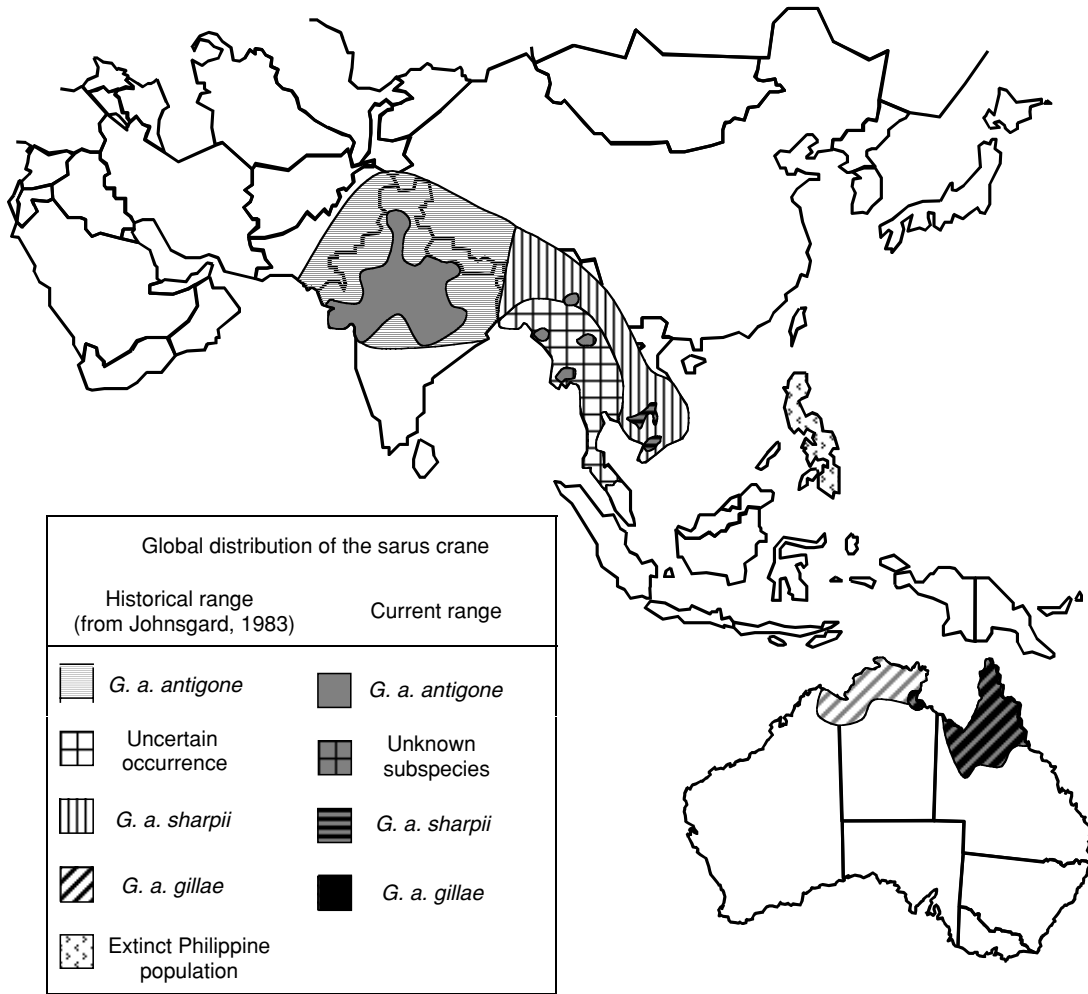 Global distribution of the sarus crane
Historical range
(from Johnsgard, 1983)
Current range
G. a. antigone
G. a. antigone
Uncertain
occurrence
Unknown
subspecies
G. a. sharpii
G. a. sharpii
G. a. gillae
G. a. gillae
Extinct Philippine
population